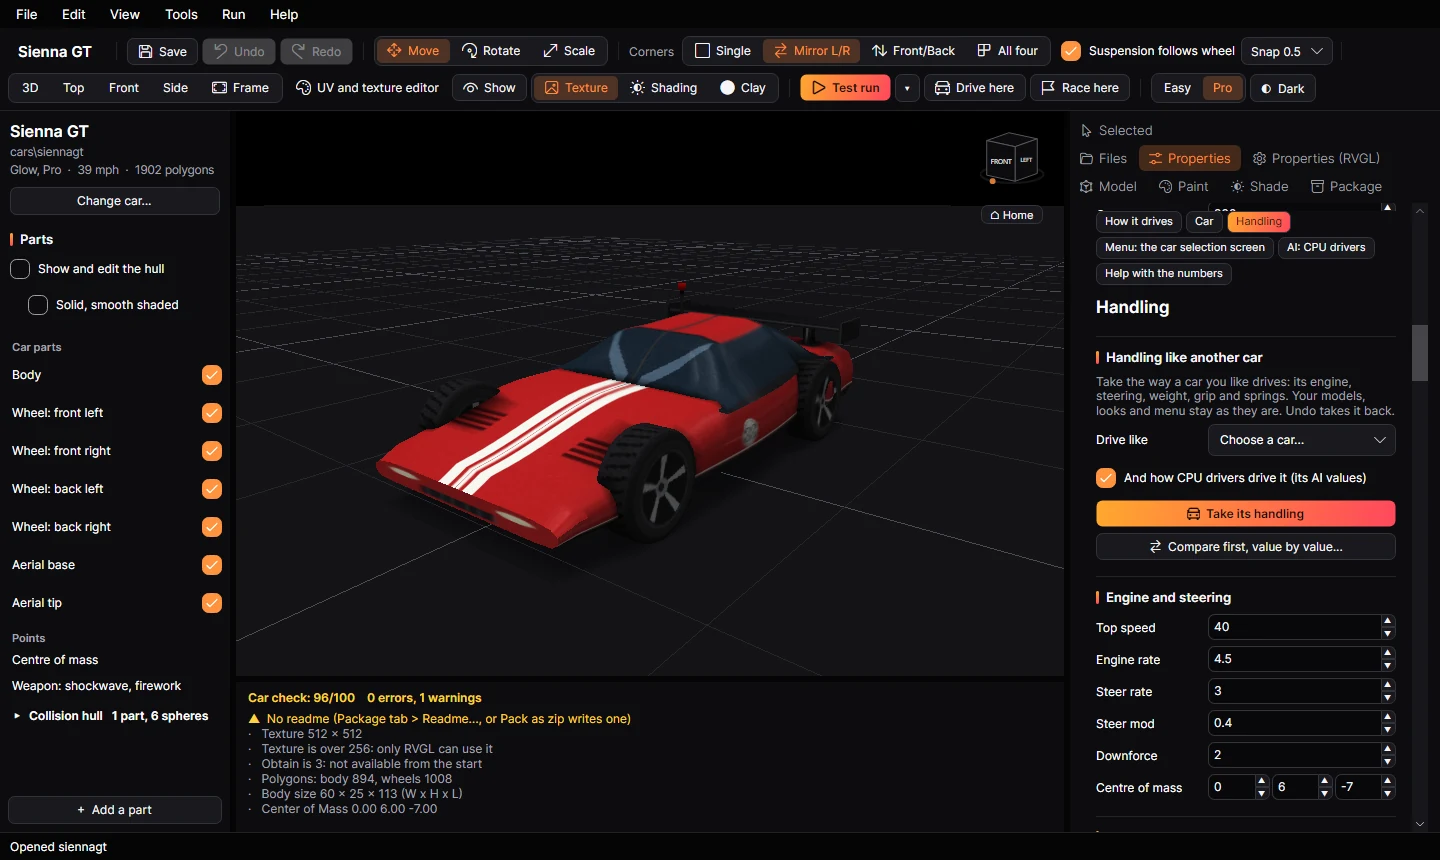 File Edit View Tools Run Help
Sienna GT Save Undo Redo Move Rotate Scale Corners Single Mirror L/R Front/Back All four Suspension follows wheel Snap 0.5
3D Top Front Side Frame UV and texture editor Show Texture Shading Clay Test run Drive here Race here Easy Pro Dark
Sienna GT
cars\siennagt
Glow, Pro · 39 mph · 1902 polygons
Change car...
Parts
Show and edit the hull
Solid, smooth shaded
Car parts
Body
Wheel: front left
Wheel: front right
Wheel: back left
Wheel: back right
Aerial base
Aerial tip
Points
Centre of mass
Weapon: shockwave, firework
Collision hull 1 part, 6 spheres
+ Add a part
FRONT LEFT
Home
Car check: 96/100 0 errors, 1 warnings
No readme (Package tab > Readme..., or Pack as zip writes one)
· Texture 512 × 512
· Texture is over 256: only RVGL can use it
· Obtain is 3: not available from the start
· Polygons: body 894, wheels 1008
· Body size 60 × 25 × 113 (W x H x L)
· Center of Mass 0.00 6.00 -7.00
Selected
Files Properties Properties (RVGL)
Model Paint Shade Package
How it drives Car Handling
Menu: the car selection screen AI: CPU drivers
Help with the numbers
Handling
Handling like another car
Take the way a car you like drives: its engine,
steering, weight, grip and springs. Your models,
looks and menu stay as they are. Undo takes it back.
Drive like Choose a car...
And how CPU drivers drive it (its AI values)
Take its handling
Compare first, value by value...
Engine and steering
Top speed 40
Engine rate 4.5
Steer rate 3
Steer mod 0.4
Downforce 2
Centre of mass 0 6 -7
Opened siennagt